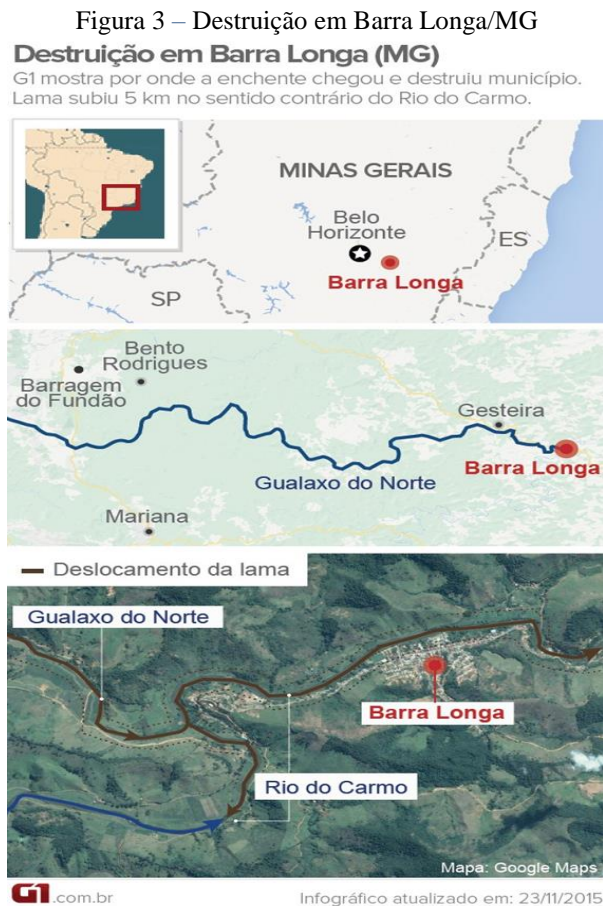 Figura 3 – Destruição em Barra Longa/MG
Destruição em Barra Longa (MG)
G1 mostra por onde a enchente chegou e destruiu município.
Lama subiu 5 km no sentido contrário do Rio do Carmo.
MINAS GERAIS
Belo
Horizonte
ES
Barra Longa
SP
Bento
Rodrigues
Barragem
do Fundão
Gesteira
Barra Longa
Gualaxo do Norte
Mariana
Deslocamento da lama
Gualaxo do Norte
Barra Longa
Rio do Carmo
Mapa: Google Maps
G1.com.br
Infográfico atualizado em: 23/11/2015